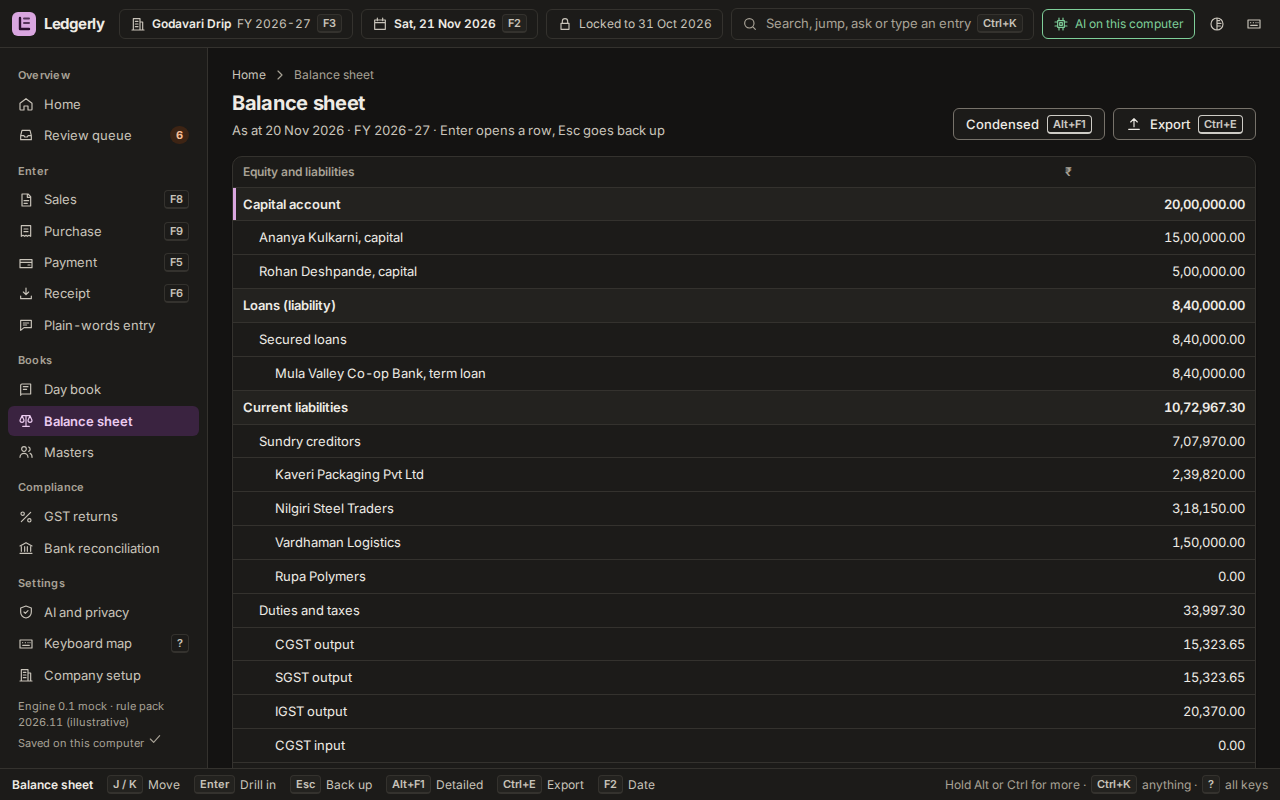 Ledgerly
Godavari Drip FY 2026-27 F3
Sat, 21 Nov 2026 F2
Locked to 31 Oct 2026
Search, jump, ask or type an entry Ctrl+K
AI on this computer
Overview
Home
Review queue 6
Enter
Sales F8
Purchase F9
Payment F5
Receipt F6
Plain-words entry
Books
Day book
Balance sheet
Masters
Compliance
GST returns
Bank reconciliation
Settings
AI and privacy
Keyboard map ?
Company setup
Engine 0.1 mock · rule pack
2026.11 (illustrative)
Saved on this computer
Home > Balance sheet
Balance sheet
As at 20 Nov 2026 · FY 2026-27 · Enter opens a row, Esc goes back up
Condensed Alt+F1
Export Ctrl+E
Equity and liabilities ₹
Capital account 20,00,000.00
Ananya Kulkarni, capital 15,00,000.00
Rohan Deshpande, capital 5,00,000.00
Loans (liability) 8,40,000.00
Secured loans 8,40,000.00
Mula Valley Co-op Bank, term loan 8,40,000.00
Current liabilities 10,72,967.30
Sundry creditors 7,07,970.00
Kaveri Packaging Pvt Ltd 2,39,820.00
Nilgiri Steel Traders 3,18,150.00
Vardhaman Logistics 1,50,000.00
Rupa Polymers 0.00
Duties and taxes 33,997.30
CGST output 15,323.65
SGST output 15,323.65
IGST output 20,370.00
CGST input 0.00
Balance sheet J / K Move Enter Drill in Esc Back up Alt+F1 Detailed Ctrl+E Export F2 Date
Hold Alt or Ctrl for more · Ctrl+K anything · ? all keys